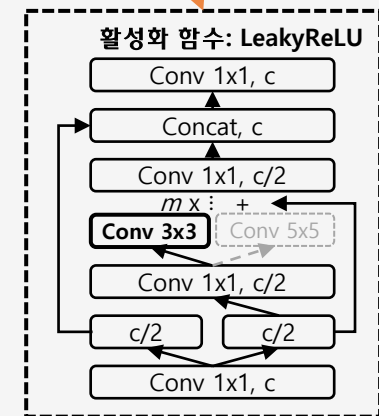 활성화 함수: LeakyReLU
Conv 1x1, c
Concat, c
Conv 1x1, c/2
m x ⋮ +
Conv 3x3 Conv 5x5
Conv 1x1, c/2
c/2 c/2
Conv 1x1, c